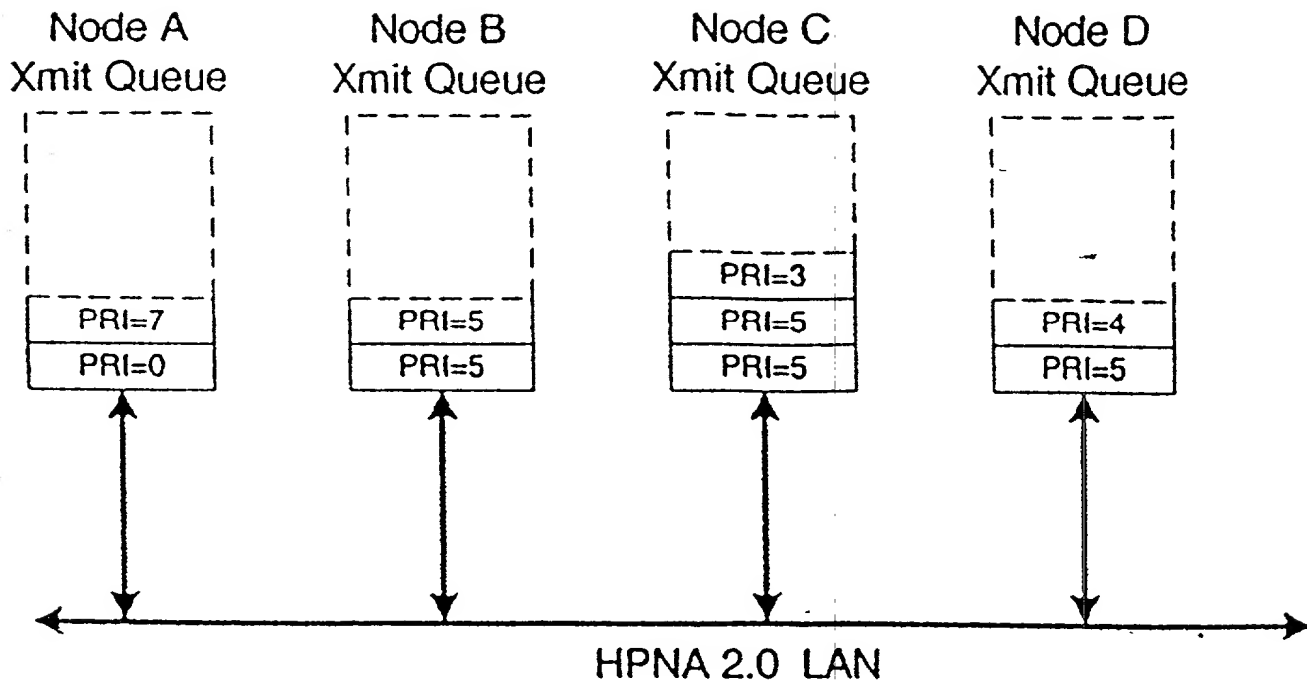 Node A
Xmit Queue
Node B
Xmit Queue
Node C
Xmit Queue
Node D
Xmit Queue
PRI=7
PRI=0
PRI=5
PRI=5
PRI=3
PRI=5
PRI=5
PRI=4
PRI=5
HPNA 2.0 LAN